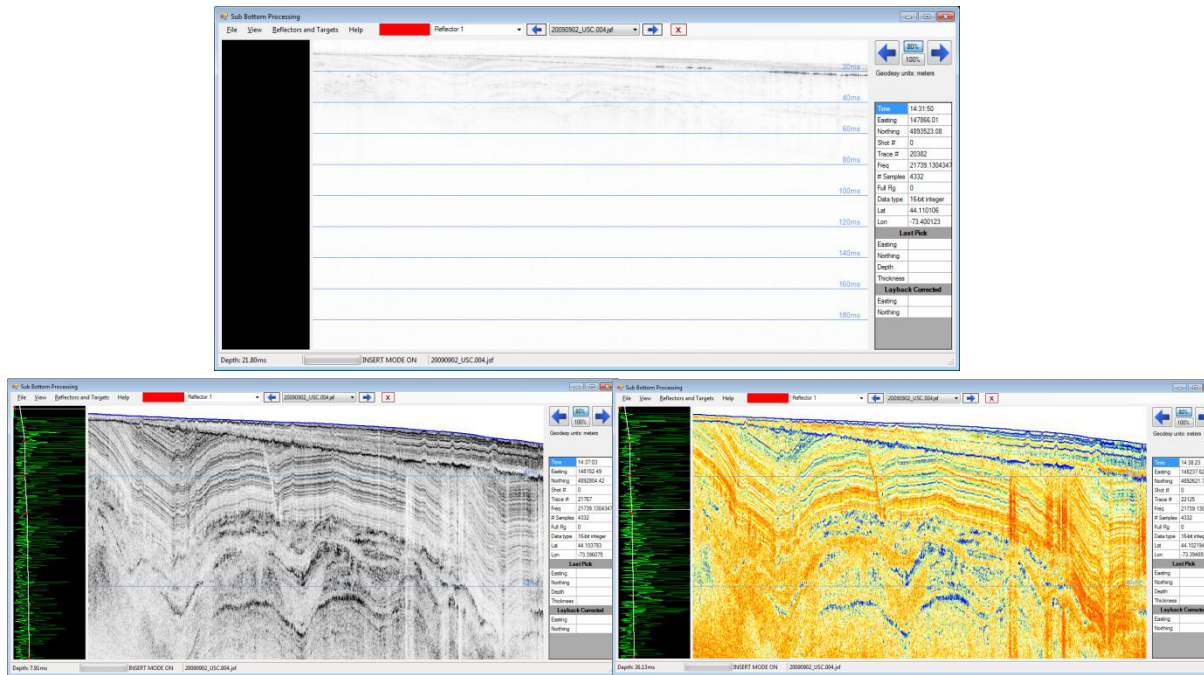 Sub Bottom Processing
File View Reflectors and Targets Help Reflector 1 20090902_USC.004.jsf X
80%
100%
Geodesy units: meters
20ms
40ms
60ms
80ms
100ms
120ms
140ms
160ms
180ms
Time 14:31:50
Easting 147866.01
Northing 4893523.08
Shot # 0
Trace # 20382
Freq 21739.1304347
# Samples 4332
Full Rg 0
Data type 16-bit integer
Lat 44.110106
Lon -73.400123
Last Pick
Easting
Northing
Depth
Thickness
Layback Corrected
Easting
Northing
Depth: 21.80ms INSERT MODE ON 20090902_USC.004.jsf
Sub Bottom Processing
File View Reflectors and Targets Help Reflector 1 20090902_USC.004.jsf X
80%
100%
Geodesy units: meters
Time 14:37:03
Easting 148152.49
Northing 4892804.42
Shot # 0
Trace # 21767
Freq 21739.1304347
# Samples 4332
Full Rg 0
Data type 16-bit integer
Lat 44.103793
Lon -73.396075
Last Pick
Easting
Northing
Depth
Thickness
Layback Corrected
Easting
Northing
Depth: 7.91ms INSERT MODE ON 20090902_USC.004.jsf
Sub Bottom Processing
File View Reflectors and Targets Help Reflector 1 20090902_USC.004.jsf X
80%
100%
Geodesy units: meters
Time 14:38:23
Easting
Northing
Shot # 0
Trace # 22125
Freq
# Samples 4332
Full Rg 0
Data type
Lat
Lon
Last Pick
Easting
Northing
Depth
Thickness
Layback Corrected
Easting
Northing
INSERT MODE ON 20090902_USC.004.jsf